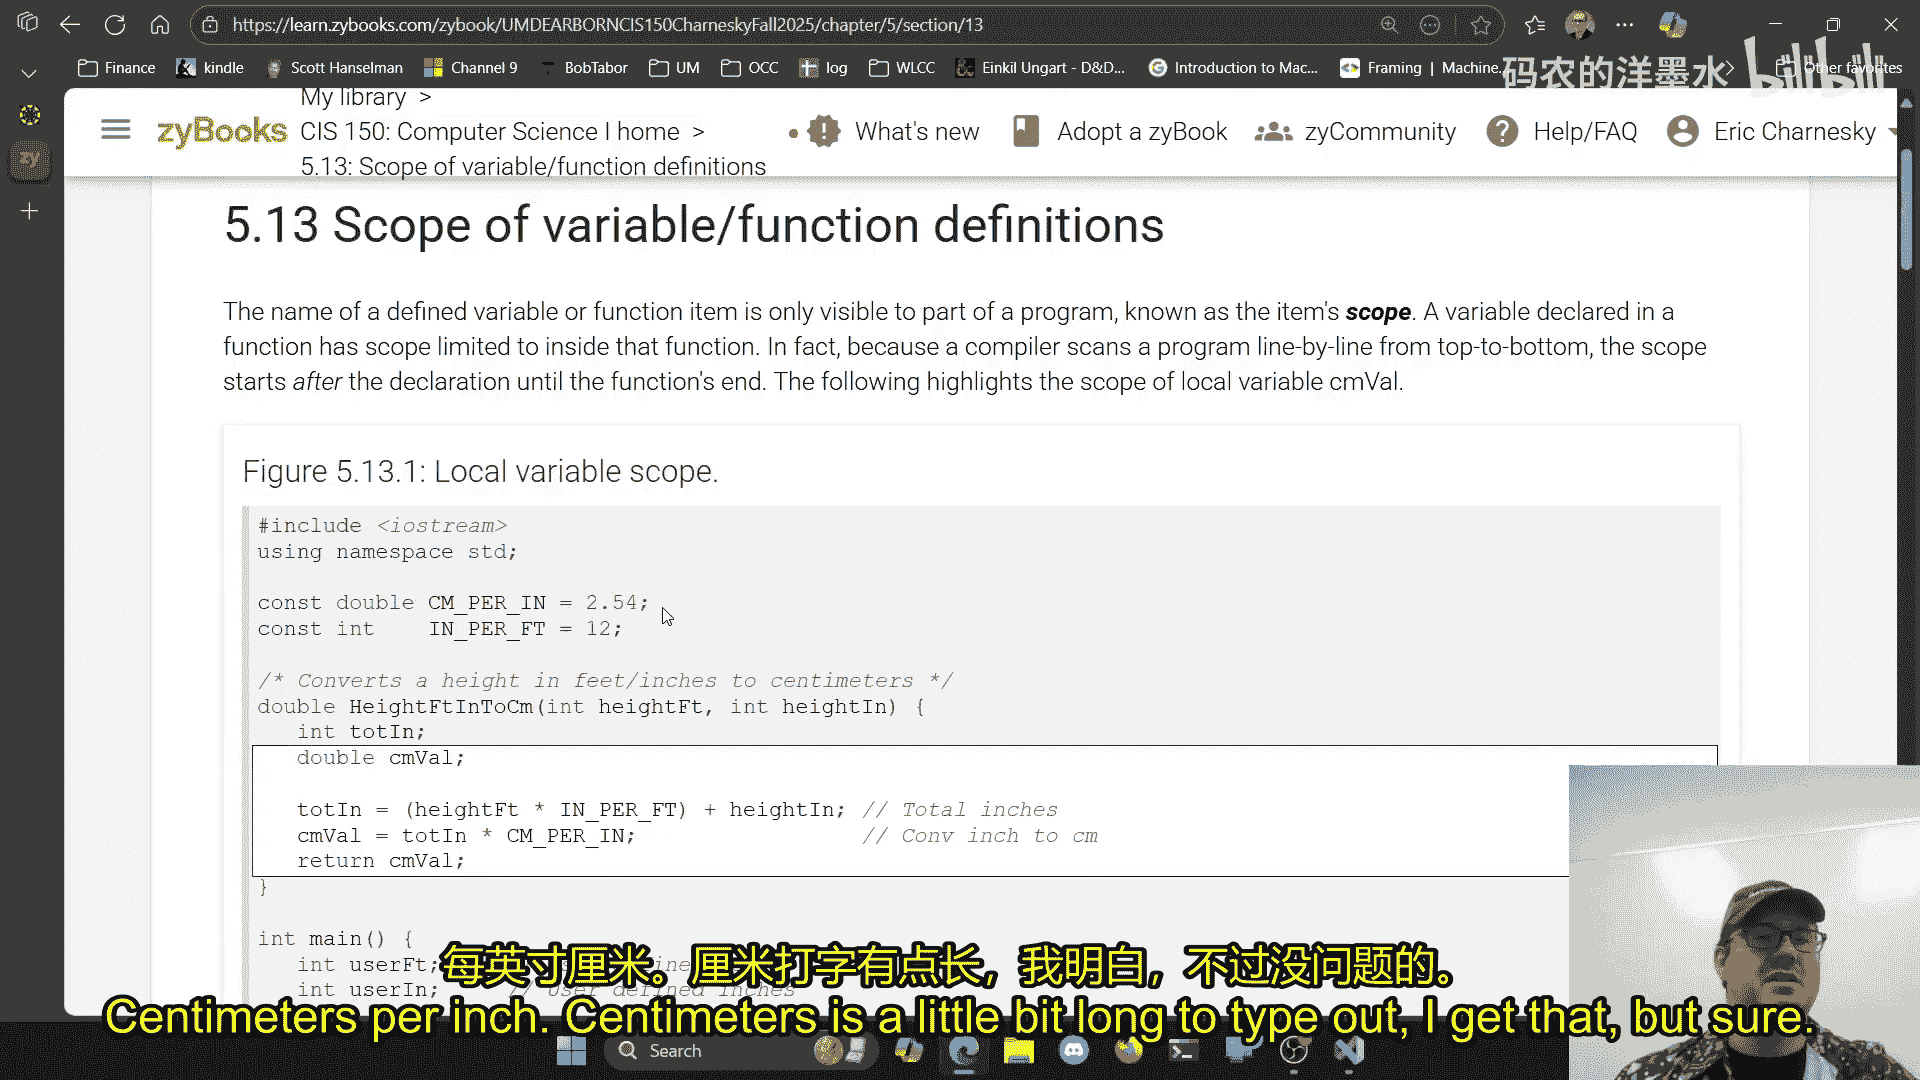 https://learn.zybooks.com/zybook/UMDEARBORNCIS150CharneskyFall2025/chapter/5/section/13
Finance
kindle
Scott Hanselman
Channel 9
BobTabor
UM
OCC
log
WLCC
Einkil Ungart - D&D...
Introduction to Mac...
Framing | Machine...
Other favorites
码农的洋墨水
bilibili
zy
zyBooks
My library >
CIS 150: Computer Science I home >
5.13: Scope of variable/function definitions
What's new
Adopt a zyBook
zyCommunity
Help/FAQ
Eric Charnesky
5.13 Scope of variable/function definitions
The name of a defined variable or function item is only visible to part of a program, known as the item's scope. A variable declared in a
function has scope limited to inside that function. In fact, because a compiler scans a program line-by-line from top-to-bottom, the scope
starts after the declaration until the function's end. The following highlights the scope of local variable cmVal.
Figure 5.13.1: Local variable scope.
#include <iostream>
using namespace std;
const double CM_PER_IN = 2.54;
const int    IN_PER_FT = 12;
/* Converts a height in feet/inches to centimeters */
double HeightFtInToCm(int heightFt, int heightIn) {
int totIn;
double cmVal;
totIn = (heightFt * IN_PER_FT) + heightIn; // Total inches
cmVal = totIn * CM_PER_IN;                 // Conv inch to cm
return cmVal;
}
int main() {
int userFt;
int userIn; // User defined inches
每英寸厘米。厘米打字有点长，我明白，不过没问题的。
Centimeters per inch. Centimeters is a little bit long to type out, I get that, but sure.
Search